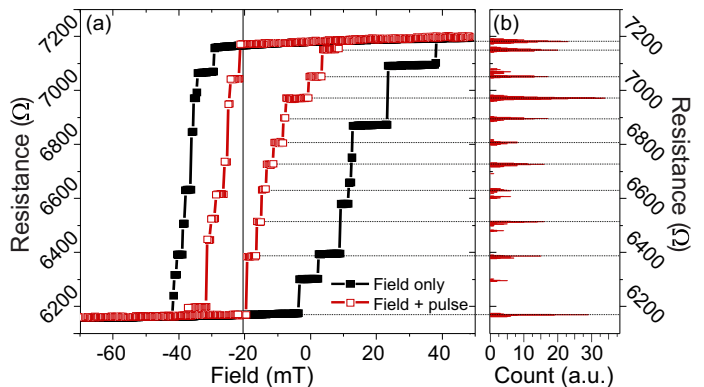 (a)
(b)
7200
7000
6800
6600
6400
6200
Resistance (Ω)
Field only
Field + pulse
-60 -40 -20 0 20 40
Field (mT)
7200
7000
6800
6600
6400
6200
Resistance (Ω)
0 10 20 30
Count (a.u.)